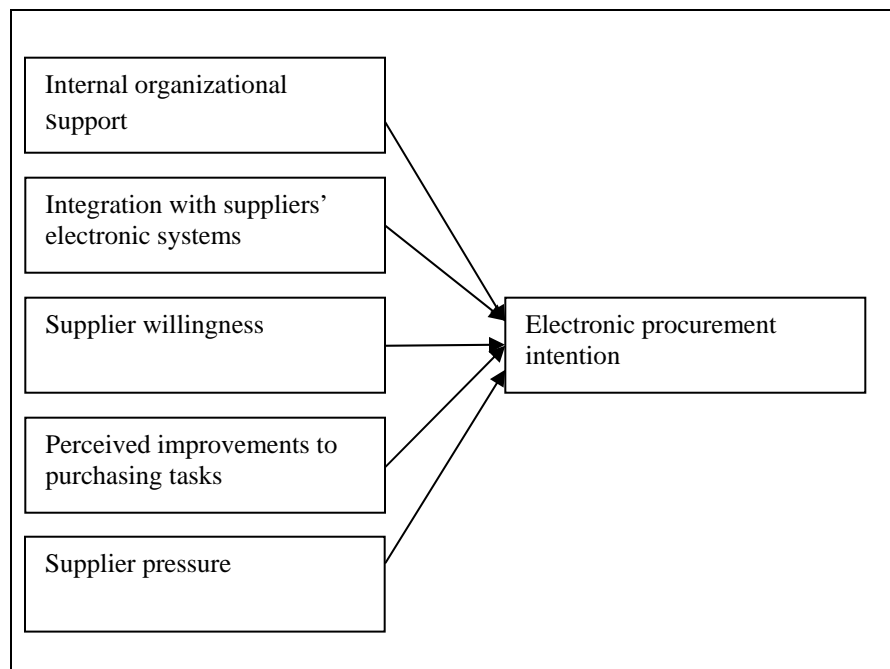 Internal organizational
support
Integration with suppliers’
electronic systems
Supplier willingness
Electronic procurement
intention
Perceived improvements to
purchasing tasks
Supplier pressure